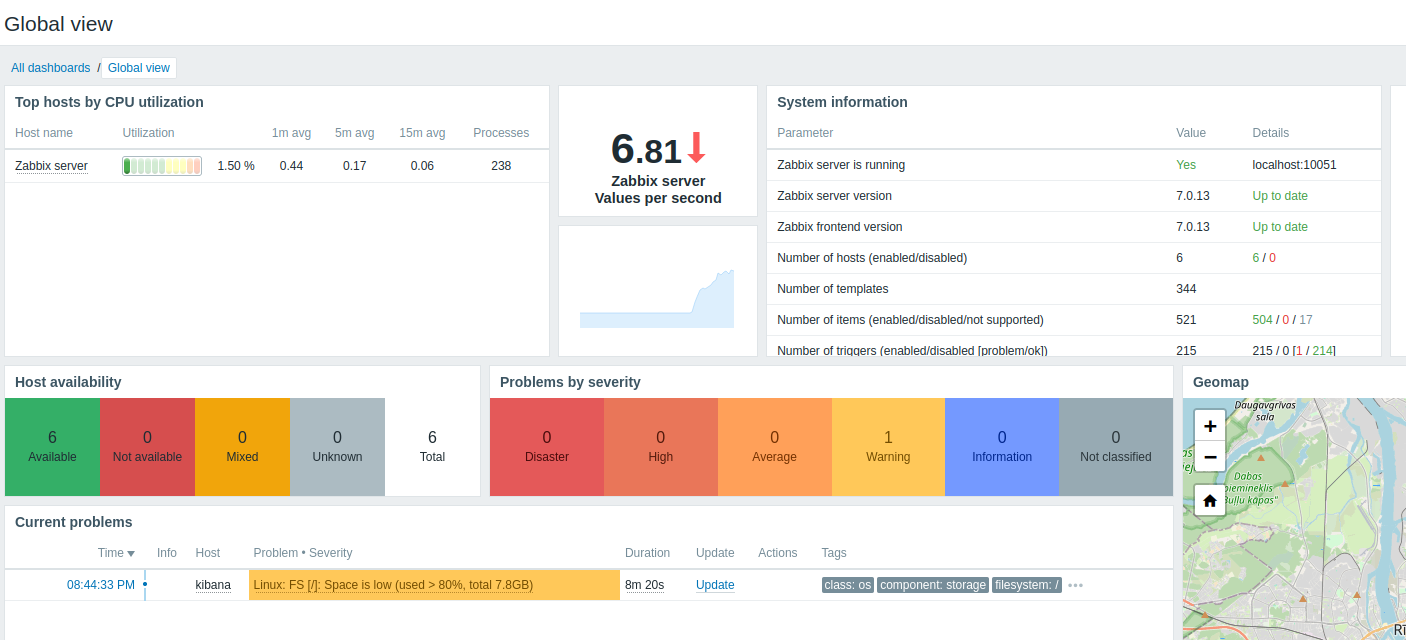 Global view
All dashboards / Global view
Top hosts by CPU utilization
Host name Utilization 1m avg 5m avg 15m avg Processes
Zabbix server 1.50 % 0.44 0.17 0.06 238
6.81
Zabbix server
Values per second
System information
Parameter Value Details
Zabbix server is running Yes localhost:10051
Zabbix server version 7.0.13 Up to date
Zabbix frontend version 7.0.13 Up to date
Number of hosts (enabled/disabled) 6 6 / 0
Number of templates 344
Number of items (enabled/disabled/not supported) 521 504 / 0 / 17
Number of triggers (enabled/disabled [problem/ok]) 215 215 / 0 [1 / 214]
Host availability
6 0 0 0 6
Available Not available Mixed Unknown Total
Problems by severity
0 0 0 1 0 0
Disaster High Average Warning Information Not classified
Geomap
Daugavgrīvas
sala
+
−
Dabas
piemineklis
"Buļļu kāpas"
Current problems
Time Info Host Problem • Severity Duration Update Actions Tags
08:44:33 PM kibana Linux: FS [/]: Space is low (used > 80%, total 7.8GB) 8m 20s Update class: os component: storage filesystem: / •••